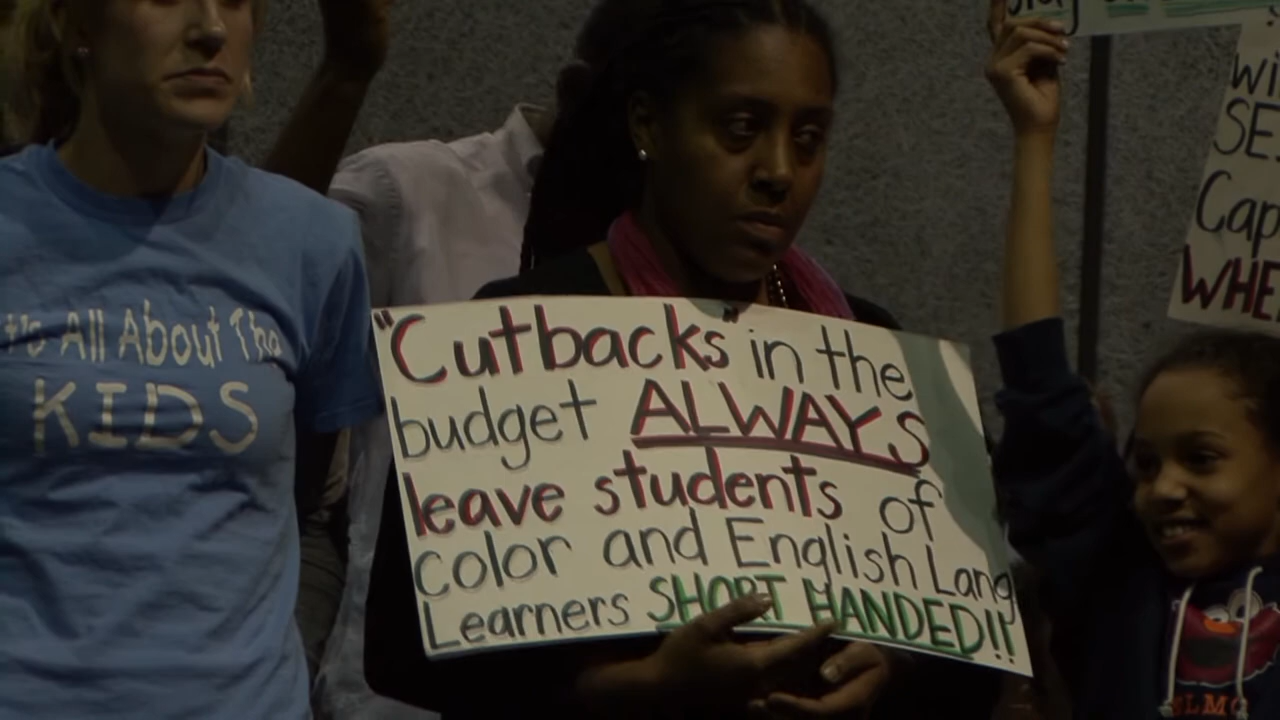 It's All About The
KIDS
"Cutbacks" in the
budget ALWAYS
leave students of
color and English Lang
Learners SHORT HANDED!!
Cap
WHE
ELMO